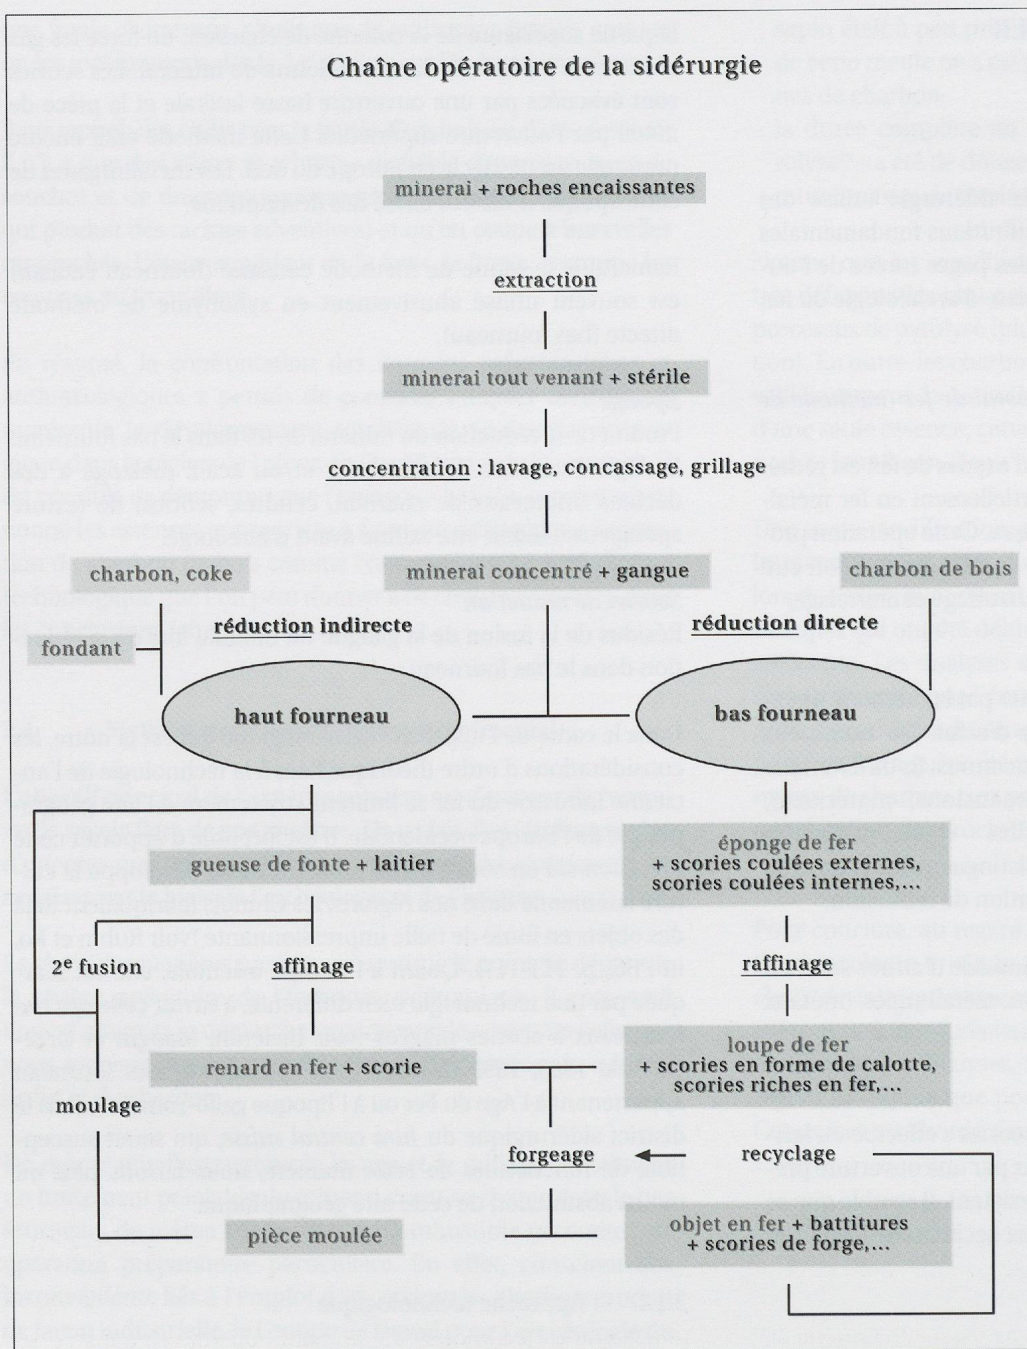 Chaîne opératoire de la sidérurgie
minerai + roches encaissantes
extraction
minerai tout venant + stérile
concentration : lavage, concassage, grillage
charbon, coke
minerai concentré + gangue
charbon de bois
fondant
réduction indirecte
réduction directe
haut fourneau
bas fourneau
gueuse de fonte + laitier
éponge de fer
+ scories coulées externes,
scories coulées internes,...
2e fusion
affinage
raffinage
renard en fer + scorie
loupe de fer
+ scories en forme de calotte,
scories riches en fer,...
moulage
forgeage
recyclage
pièce moulée
objet en fer + battitures
+ scories de forge,...